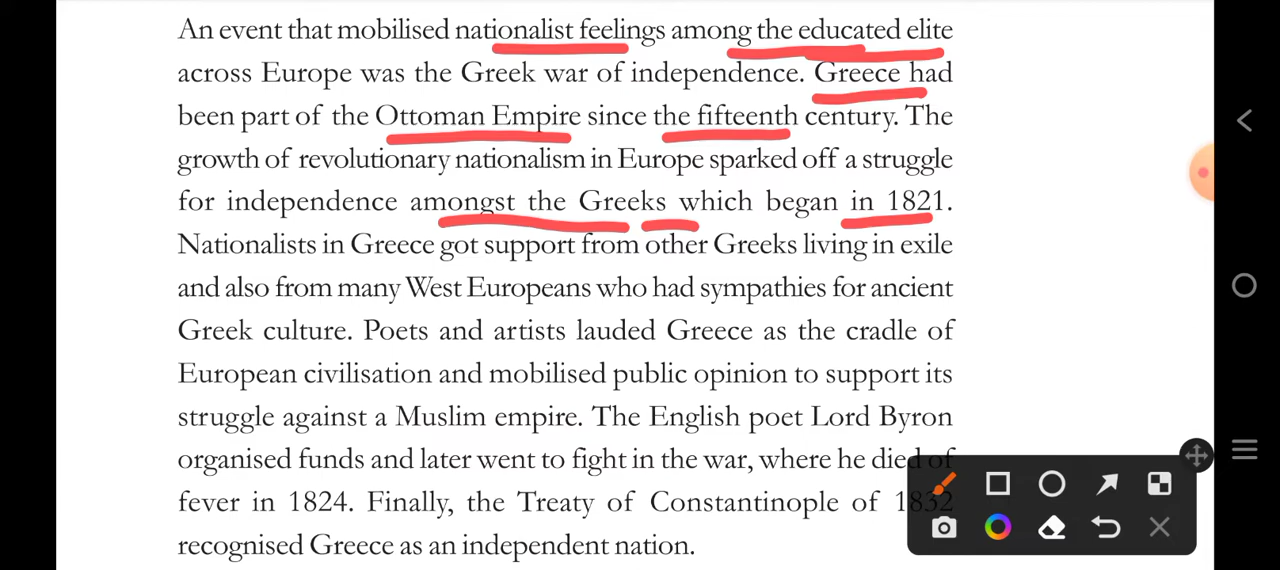 An event that mobilised nationalist feelings among the educated elite
across Europe was the Greek war of independence. Greece had
been part of the Ottoman Empire since the fifteenth century. The
growth of revolutionary nationalism in Europe sparked off a struggle
for independence amongst the Greeks which began in 1821.
Nationalists in Greece got support from other Greeks living in exile
and also from many West Europeans who had sympathies for ancient
Greek culture. Poets and artists lauded Greece as the cradle of
European civilisation and mobilised public opinion to support its
struggle against a Muslim empire. The English poet Lord Byron
organised funds and later went to fight in the war, where he died of
fever in 1824. Finally, the Treaty of Constantinople of 1832
recognised Greece as an independent nation.